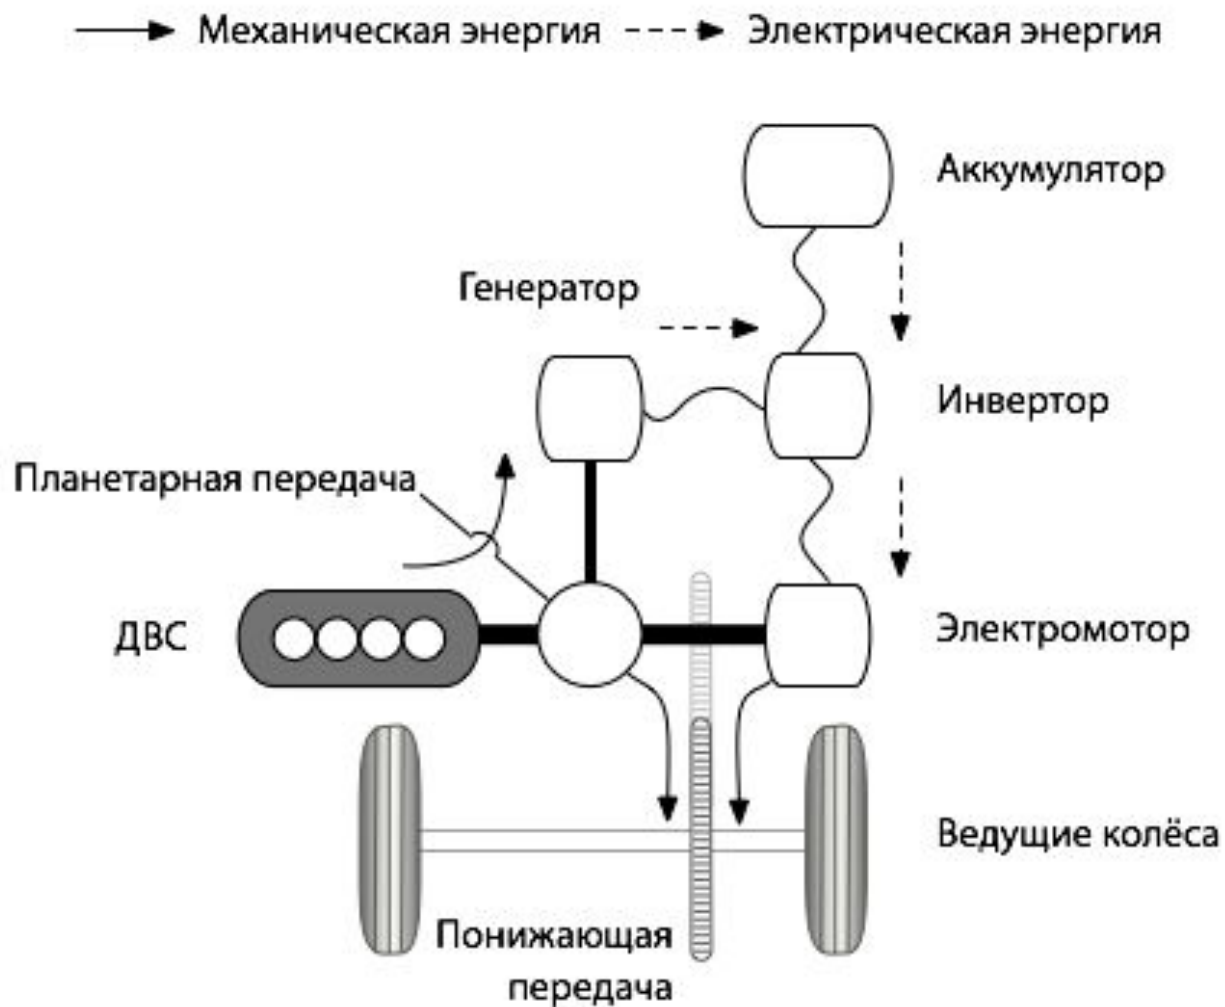 Механическая энергия
Электрическая энергия
Аккумулятор
Генератор
Инвертор
Планетарная передача
ДВС
Электромотор
Ведущие колёса
Понижающая
передача